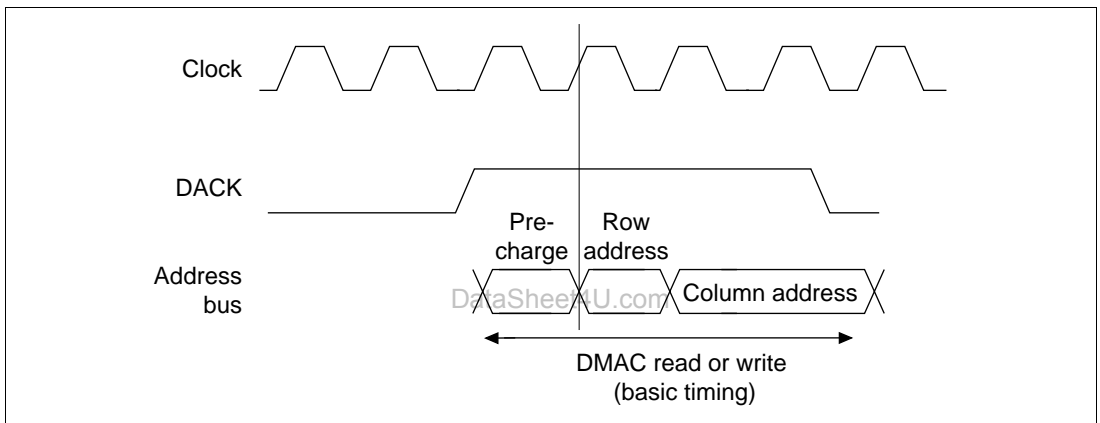 Clock
DACK
Pre-
charge
Row
address
Address
bus
DataSheet4U.com
Column address
DMAC read or write
(basic timing)